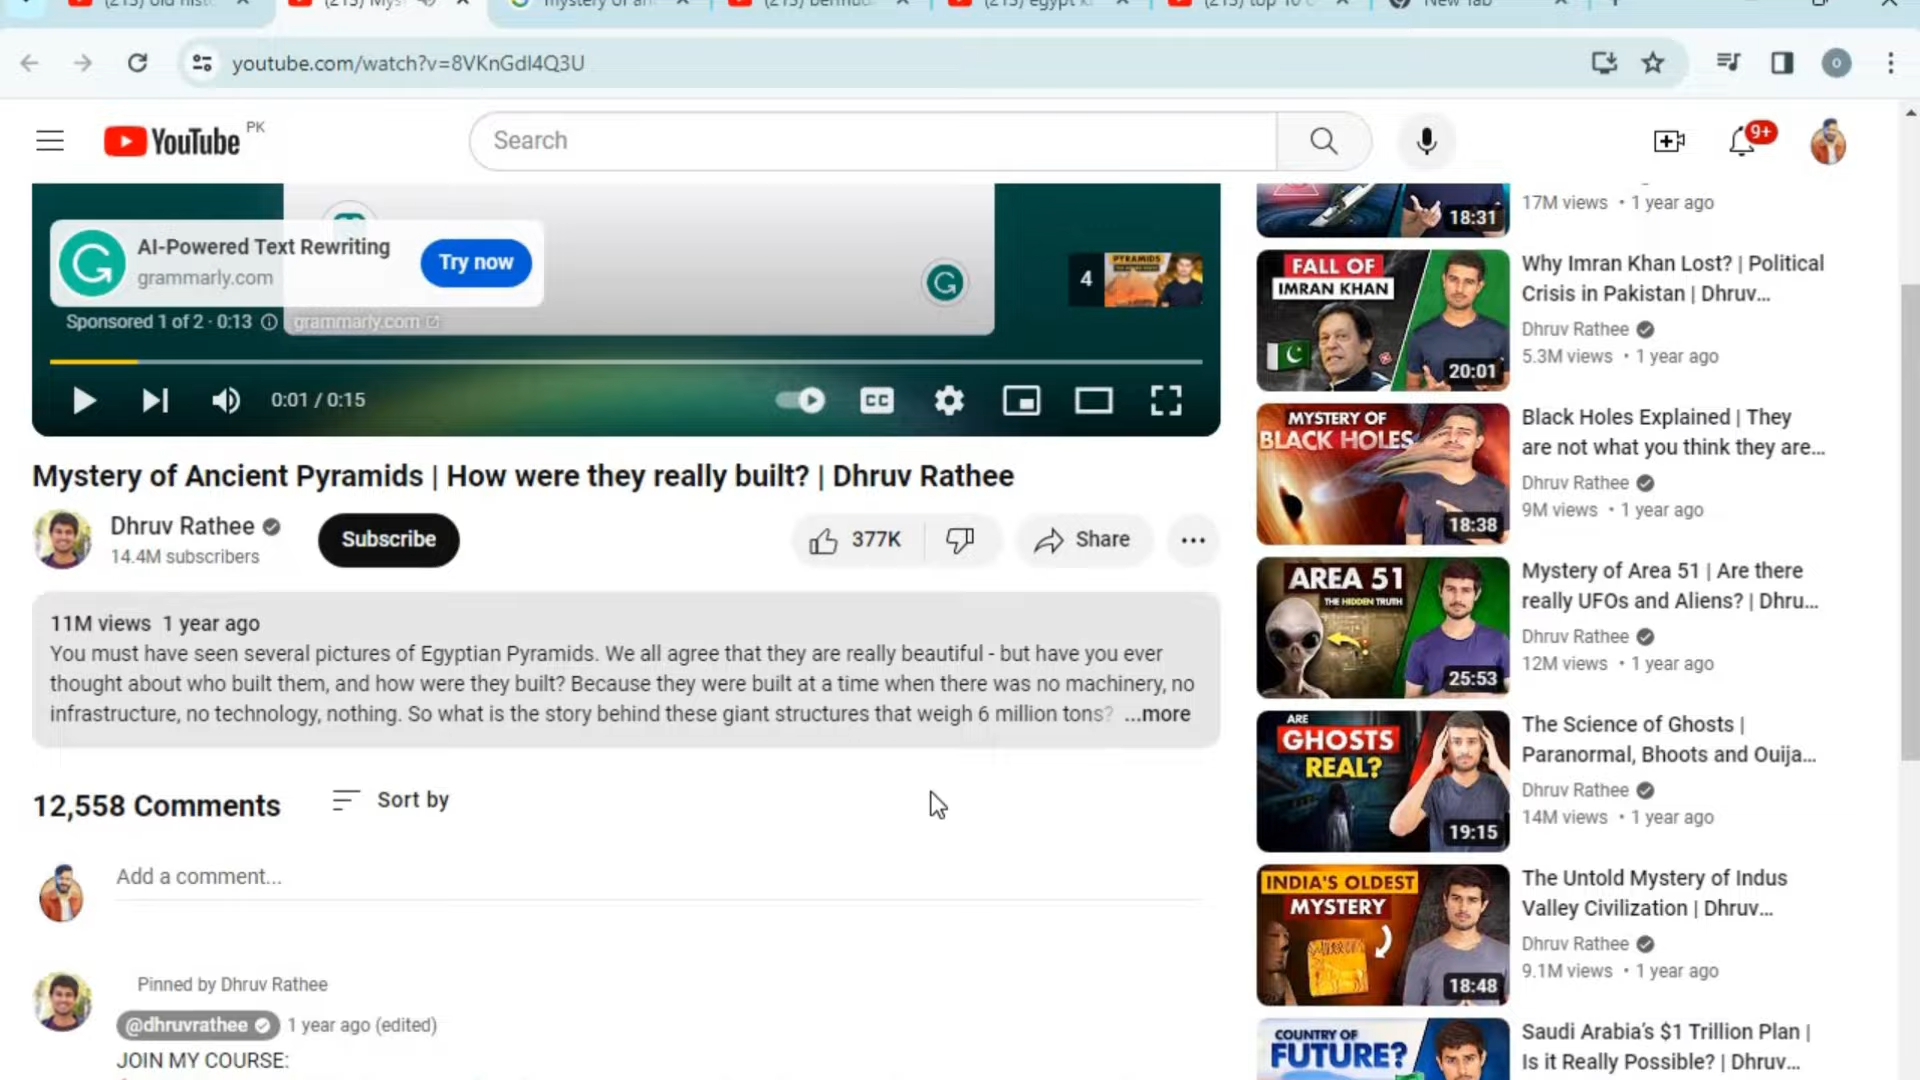 youtube.com/watch?v=8VKnGdI4Q3U
YouTube PK
Search
9+
AI-Powered Text Rewriting
grammarly.com
Try now
Sponsored 1 of 2 · 0:13
grammarly.com
4
PYRAMIDS
0:01 / 0:15
CC
Mystery of Ancient Pyramids | How were they really built? | Dhruv Rathee
Dhruv Rathee
14.4M subscribers
Subscribe
377K
Share
11M views 1 year ago
You must have seen several pictures of Egyptian Pyramids. We all agree that they are really beautiful - but have you ever
thought about who built them, and how were they built? Because they were built at a time when there was no machinery, no
infrastructure, no technology, nothing. So what is the story behind these giant structures that weigh 6 million tons? ...more
12,558 Comments
Sort by
Add a comment...
Pinned by Dhruv Rathee
@dhruvrathee
1 year ago (edited)
JOIN MY COURSE:
18:31
17M views • 1 year ago
FALL OF
IMRAN KHAN
20:01
Why Imran Khan Lost? | Political
Crisis in Pakistan | Dhruv...
Dhruv Rathee
5.3M views • 1 year ago
MYSTERY OF
BLACK HOLES
18:38
Black Holes Explained | They
are not what you think they are...
Dhruv Rathee
9M views • 1 year ago
AREA 51
THE HIDDEN TRUTH
25:53
Mystery of Area 51 | Are there
really UFOs and Aliens? | Dhru...
Dhruv Rathee
12M views • 1 year ago
ARE
GHOSTS
REAL?
19:15
The Science of Ghosts |
Paranormal, Bhoots and Ouija...
Dhruv Rathee
14M views • 1 year ago
INDIA'S OLDEST
MYSTERY
18:48
The Untold Mystery of Indus
Valley Civilization | Dhruv...
Dhruv Rathee
9.1M views • 1 year ago
COUNTRY OF
FUTURE?
Saudi Arabia's $1 Trillion Plan |
Is it Really Possible? | Dhruv...